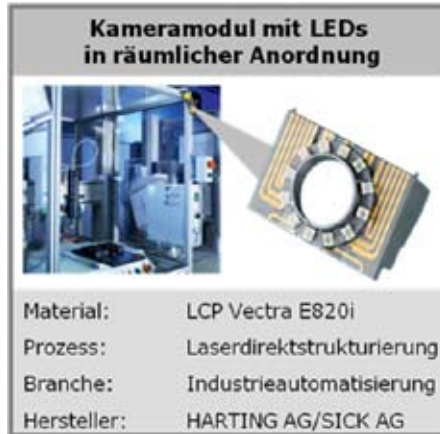 Kameramodul mit LEDs
in räumlicher Anordnung
Material: LCP Vectra E820i
Prozess: Laserdirektstrukturierung
Branche: Industrieautomatisierung
Hersteller: HARTING AG/SICK AG